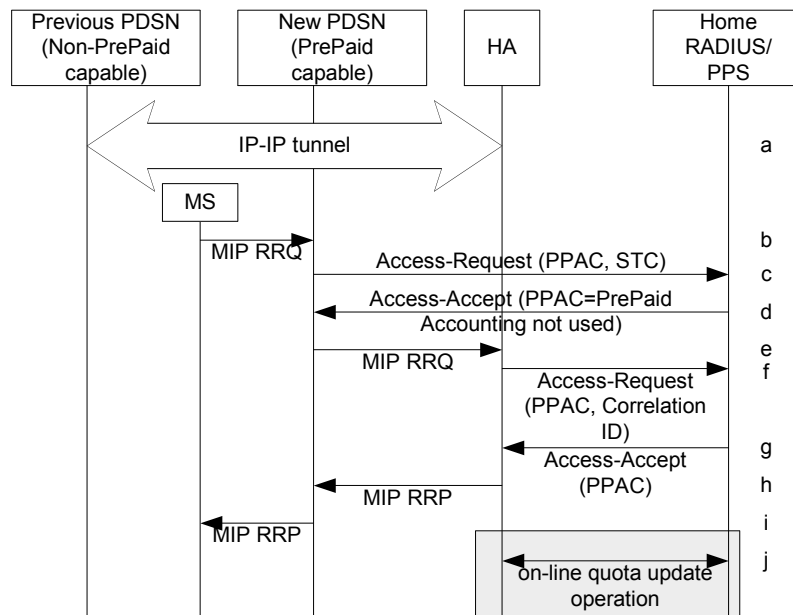 Previous PDSN
(Non-PrePaid
capable)
New PDSN
(PrePaid
capable)
HA
Home
RADIUS/
PPS
IP-IP tunnel
a
MS
MIP RRQ
b
Access-Request (PPAC, STC)
c
Access-Accept (PPAC=PrePaid
Accounting not used)
d
MIP RRQ
e
f
Access-Request
(PPAC, Correlation
ID)
g
Access-Accept
(PPAC)
MIP RRP
h
MIP RRP
i
j
on-line quota update
operation